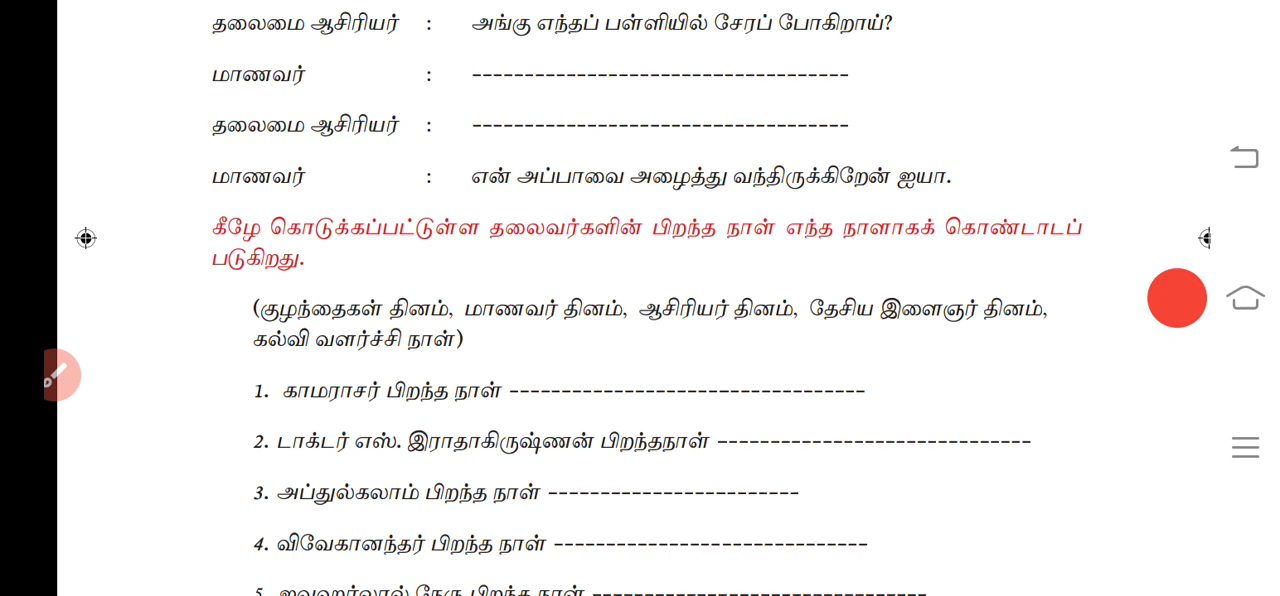 தலைமை ஆசிரியர் : அங்கு எந்தப் பள்ளியில் சேரப் போகிறாய்?
மாணவர் : ------------------------------------
தலைமை ஆசிரியர் : ------------------------------------
மாணவர் : என் அப்பாவை அழைத்து வந்திருக்கிறேன் ஐயா.
கீழே கொடுக்கப்பட்டுள்ள தலைவர்களின் பிறந்த நாள் எந்த நாளாகக் கொண்டாடப்
படுகிறது.
(குழந்தைகள் தினம், மாணவர் தினம், ஆசிரியர் தினம், தேசிய இளைஞர் தினம்,
கல்வி வளர்ச்சி நாள்)
1. காமராசர் பிறந்த நாள் ----------------------------------
2. டாக்டர் எஸ். இராதாகிருஷ்ணன் பிறந்தநாள் ------------------------------
3. அப்துல்கலாம் பிறந்த நாள் ------------------------
4. விவேகானந்தர் பிறந்த நாள் ------------------------------
5. ஜவஹர்லால் நேரு பிறந்த நாள் --------------------------------